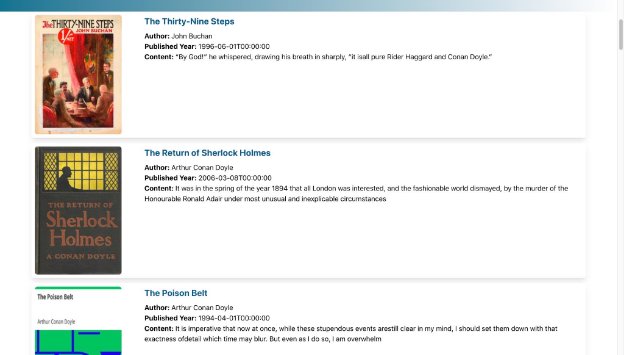 The THIRTY-NINE STEPS
JOHN BUCHAN
1/-
NET
The Thirty-Nine Steps
Author: John Buchan
Published Year: 1996-06-01T00:00:00
Content: “By God!” he whispered, drawing his breath in sharply, “it isall pure Rider Haggard and Conan Doyle.”
THE RETURN OF
Sherlock
Holmes
A CONAN DOYLE
The Return of Sherlock Holmes
Author: Arthur Conan Doyle
Published Year: 2006-03-08T00:00:00
Content: It was in the spring of the year 1894 that all London was interested, and the fashionable world dismayed, by the murder of the
Honourable Ronald Adair under most unusual and inexplicable circumstances
The Poison Belt
Arthur Conan Doyle
The Poison Belt
Author: Arthur Conan Doyle
Published Year: 1994-04-01T00:00:00
Content: It is imperative that now at once, while these stupendous events arestill clear in my mind, I should set them down with that
exactness ofdetail which time may blur. But even as I do so, I am overwhelm